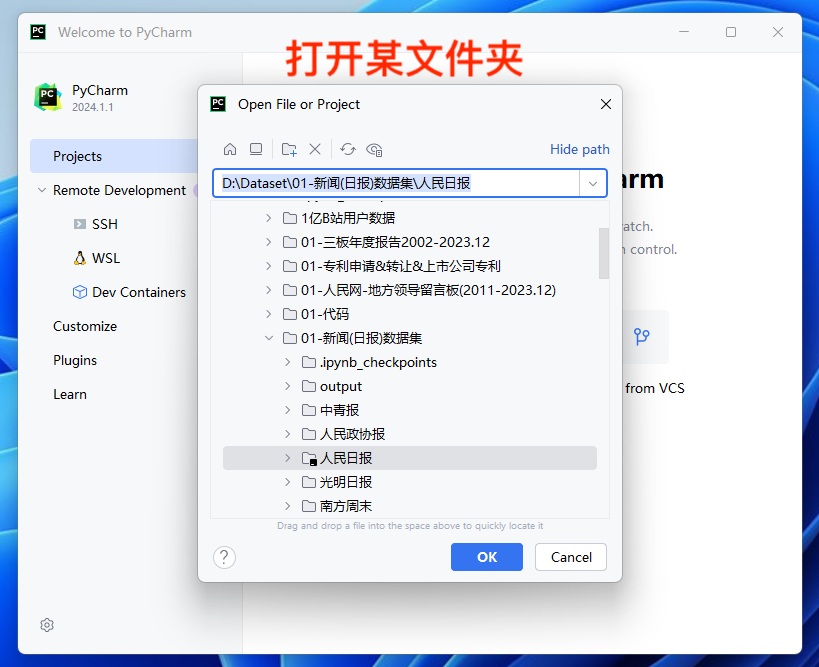 Welcome to PyCharm
打开某文件夹
PyCharm
2024.1.1
Projects
Remote Development
SSH
WSL
Dev Containers
Customize
Plugins
Learn
Open File or Project
Hide path
D:\Dataset\01-新闻(日报)数据集\人民日报
1亿B站用户数据
01-三板年度报告2002-2023.12
01-专利申请&转让&上市公司专利
01-人民网-地方领导留言板(2011-2023.12)
01-代码
01-新闻(日报)数据集
.ipynb_checkpoints
output
中青报
人民政协报
人民日报
光明日报
南方周末
Drag and drop a file into the space above to quickly locate it
?
OK
Cancel
arm
atch.
n control.
from VCS